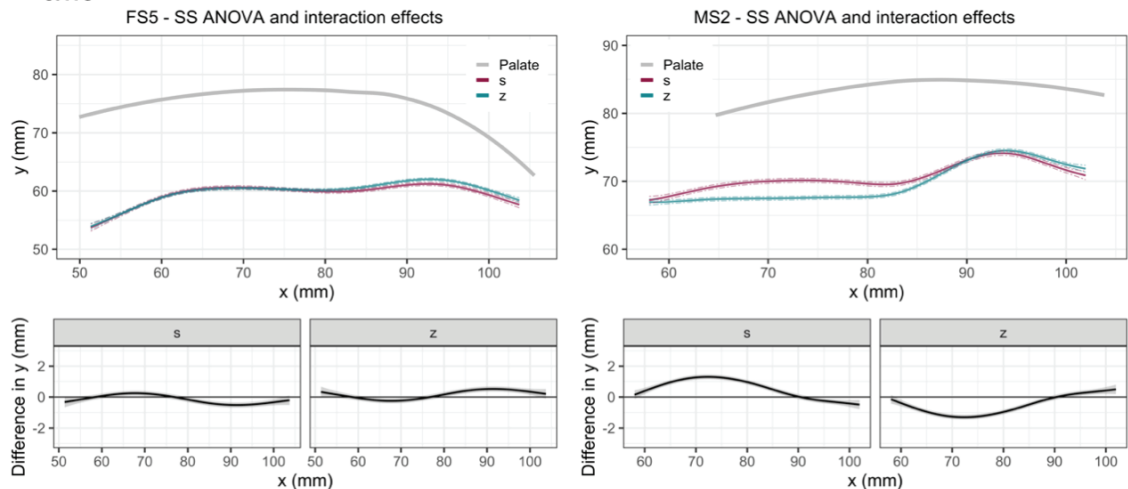 FS5 - SS ANOVA and interaction effects
80
70
60
50
y (mm)
Palate
s
z
50 60 70 80 90 100
x (mm)
s z
2
0
-2
Difference in y (mm)
50 60 70 80 90 100 50 60 70 80 90 100
x (mm)
MS2 - SS ANOVA and interaction effects
90
80
70
60
y (mm)
Palate
s
z
60 70 80 90 100
x (mm)
s z
2
0
-2
Difference in y (mm)
60 70 80 90 100 60 70 80 90 100
x (mm)